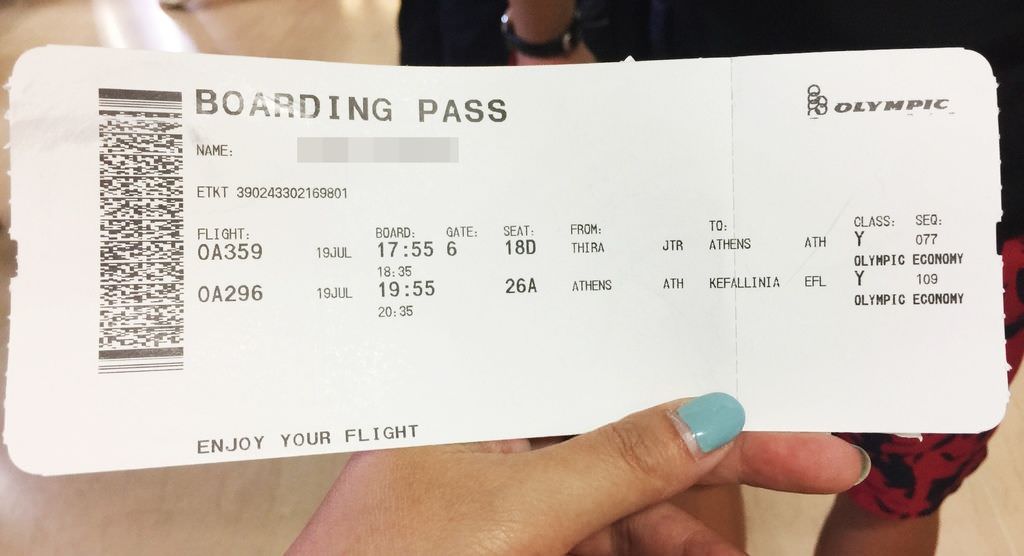 BOARDING PASS
OLYMPIC
NAME:
ETKT 390243302169801
FLIGHT: BOARD: GATE: SEAT: FROM: TO: CLASS: SEQ:
OA359 19JUL 17:55 6 18D THIRA JTR ATHENS ATH Y 077
18:35 OLYMPIC ECONOMY
OA296 19JUL 19:55 26A ATHENS ATH KEFALLINIA EFL Y 109
20:35 OLYMPIC ECONOMY
ENJOY YOUR FLIGHT